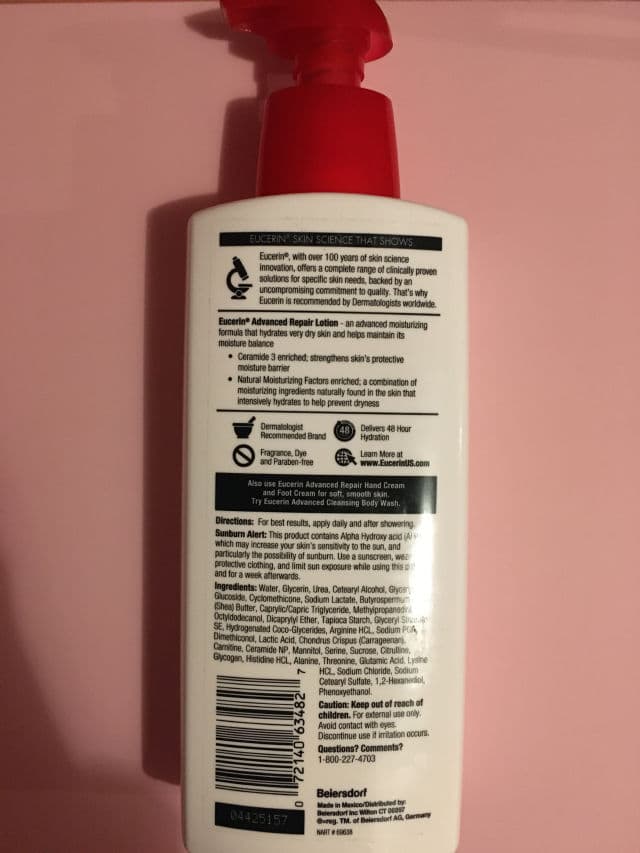 EUCERIN® SKIN SCIENCE THAT SHOWS
Eucerin®, with over 100 years of skin science
innovation, offers a complete range of clinically proven
solutions for specific skin needs, backed by an
uncompromising commitment to quality. That's why
Eucerin is recommended by Dermatologists worldwide.
Eucerin® Advanced Repair Lotion - an advanced moisturizing
formula that hydrates very dry skin and helps maintain its
moisture balance
• Ceramide 3 enriched; strengthens skin's protective
moisture barrier
• Natural Moisturizing Factors enriched; a combination of
moisturizing ingredients naturally found in the skin that
intensively hydrates to help prevent dryness
Dermatologist
Recommended Brand
48
Delivers 48 Hour
Hydration
Fragrance, Dye
and Paraben-free
Learn More at
www.EucerinUS.com
Also use Eucerin Advanced Repair Hand Cream
and Foot Cream for soft, smooth skin.
Try Eucerin Advanced Cleansing Body Wash.
Directions: For best results, apply daily and after showering.
Sunburn Alert: This product contains Alpha Hydroxy acid
which may increase your skin's sensitivity to the sun, and
particularly the possibility of sunburn. Use a sunscreen,
protective clothing, and limit sun exposure while using this
and for a week afterwards.
Ingredients: Water, Glycerin, Urea, Cetearyl Alcohol,
Glucoside, Cyclomethicone, Sodium Lactate, Butyrospermum
(Shea) Butter, Caprylic/Capric Triglyceride, Methylpropanediol,
Octyldodecanol, Dicaprylyl Ether, Tapioca Starch, Glyceryl
SE, Hydrogenated Coco-Glycerides, Arginine HCL, Sodium PCA,
Dimethiconol, Lactic Acid, Chondrus Crispus (Carrageenan),
Carnitine, Ceramide NP, Mannitol, Serine, Sucrose, Citrulline,
Glycogen, Histidine HCL, Alanine, Threonine, Glutamic Acid, Lysine
HCL, Sodium Chloride, Sodium
Cetearyl Sulfate, 1,2-Hexanediol,
Phenoxyethanol.
Caution: Keep out of reach of
children. For external use only.
Avoid contact with eyes.
Discontinue use if irritation occurs.
Questions? Comments?
1-800-227-4703
0 72140 63482 7
04425157
Beiersdorf
Made in Mexico/Distributed by:
Beiersdorf Inc Wilton CT 06897
®=reg. TM. of Beiersdorf AG, Germany
NART # 69638